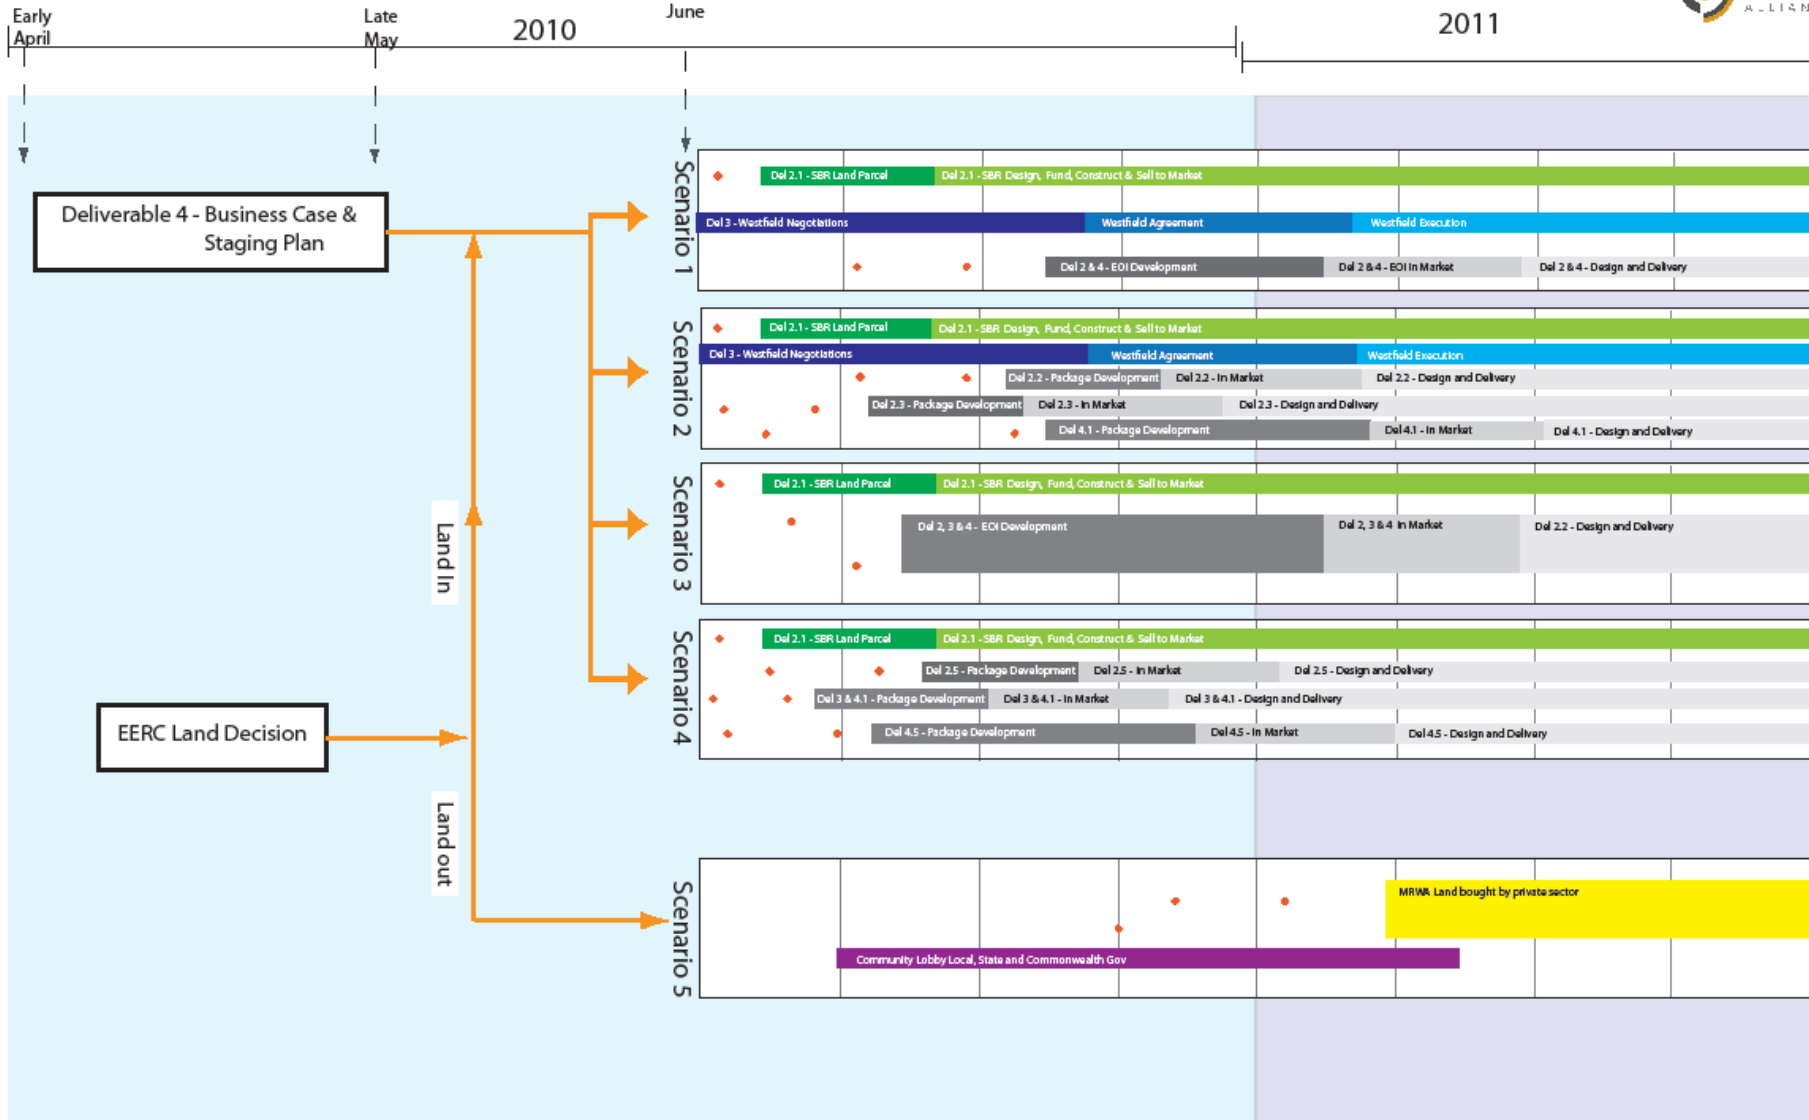 Early
April
Late
May
2010
June
2011
ALLIAN
Deliverable 4 - Business Case &
Staging Plan
EERC Land Decision
Land In
Land out
Scenario 1
Del 2.1 - SBR Land Parcel
Del 2.1 - SBR Design, Fund, Construct & Sell to Market
Del 3 - Westfield Negotiations
Westfield Agreement
Westfield Execution
Del 2 & 4 - EOI Development
Del 2 & 4 - EOI In Market
Del 2 & 4 - Design and Delivery
Scenario 2
Del 2.1 - SBR Land Parcel
Del 2.1 - SBR Design, Fund, Construct & Sell to Market
Del 3 - Westfield Negotiations
Westfield Agreement
Westfield Execution
Del 2.2 - Package Development
Del 2.2 - In Market
Del 2.2 - Design and Delivery
Del 2.3 - Package Development
Del 2.3 - In Market
Del 2.3 - Design and Delivery
Del 4.1 - Package Development
Del 4.1 - In Market
Del 4.1 - Design and Delivery
Scenario 3
Del 2.1 - SBR Land Parcel
Del 2.1 - SBR Design, Fund, Construct & Sell to Market
Del 2, 3 & 4 - EOI Development
Del 2, 3 & 4 In Market
Del 2.2 - Design and Delivery
Scenario 4
Del 2.1 - SBR Land Parcel
Del 2.1 - SBR Design, Fund, Construct & Sell to Market
Del 2.5 - Package Development
Del 2.5 - In Market
Del 2.5 - Design and Delivery
Del 3 & 4.1 - Package Development
Del 3 & 4.1 - In Market
Del 3 & 4.1 - Design and Delivery
Del 4.5 - Package Development
Del 4.5 - In Market
Del 4.5 - Design and Delivery
Scenario 5
MRWA Land bought by private sector
Community Lobby Local, State and Commonwealth Gov